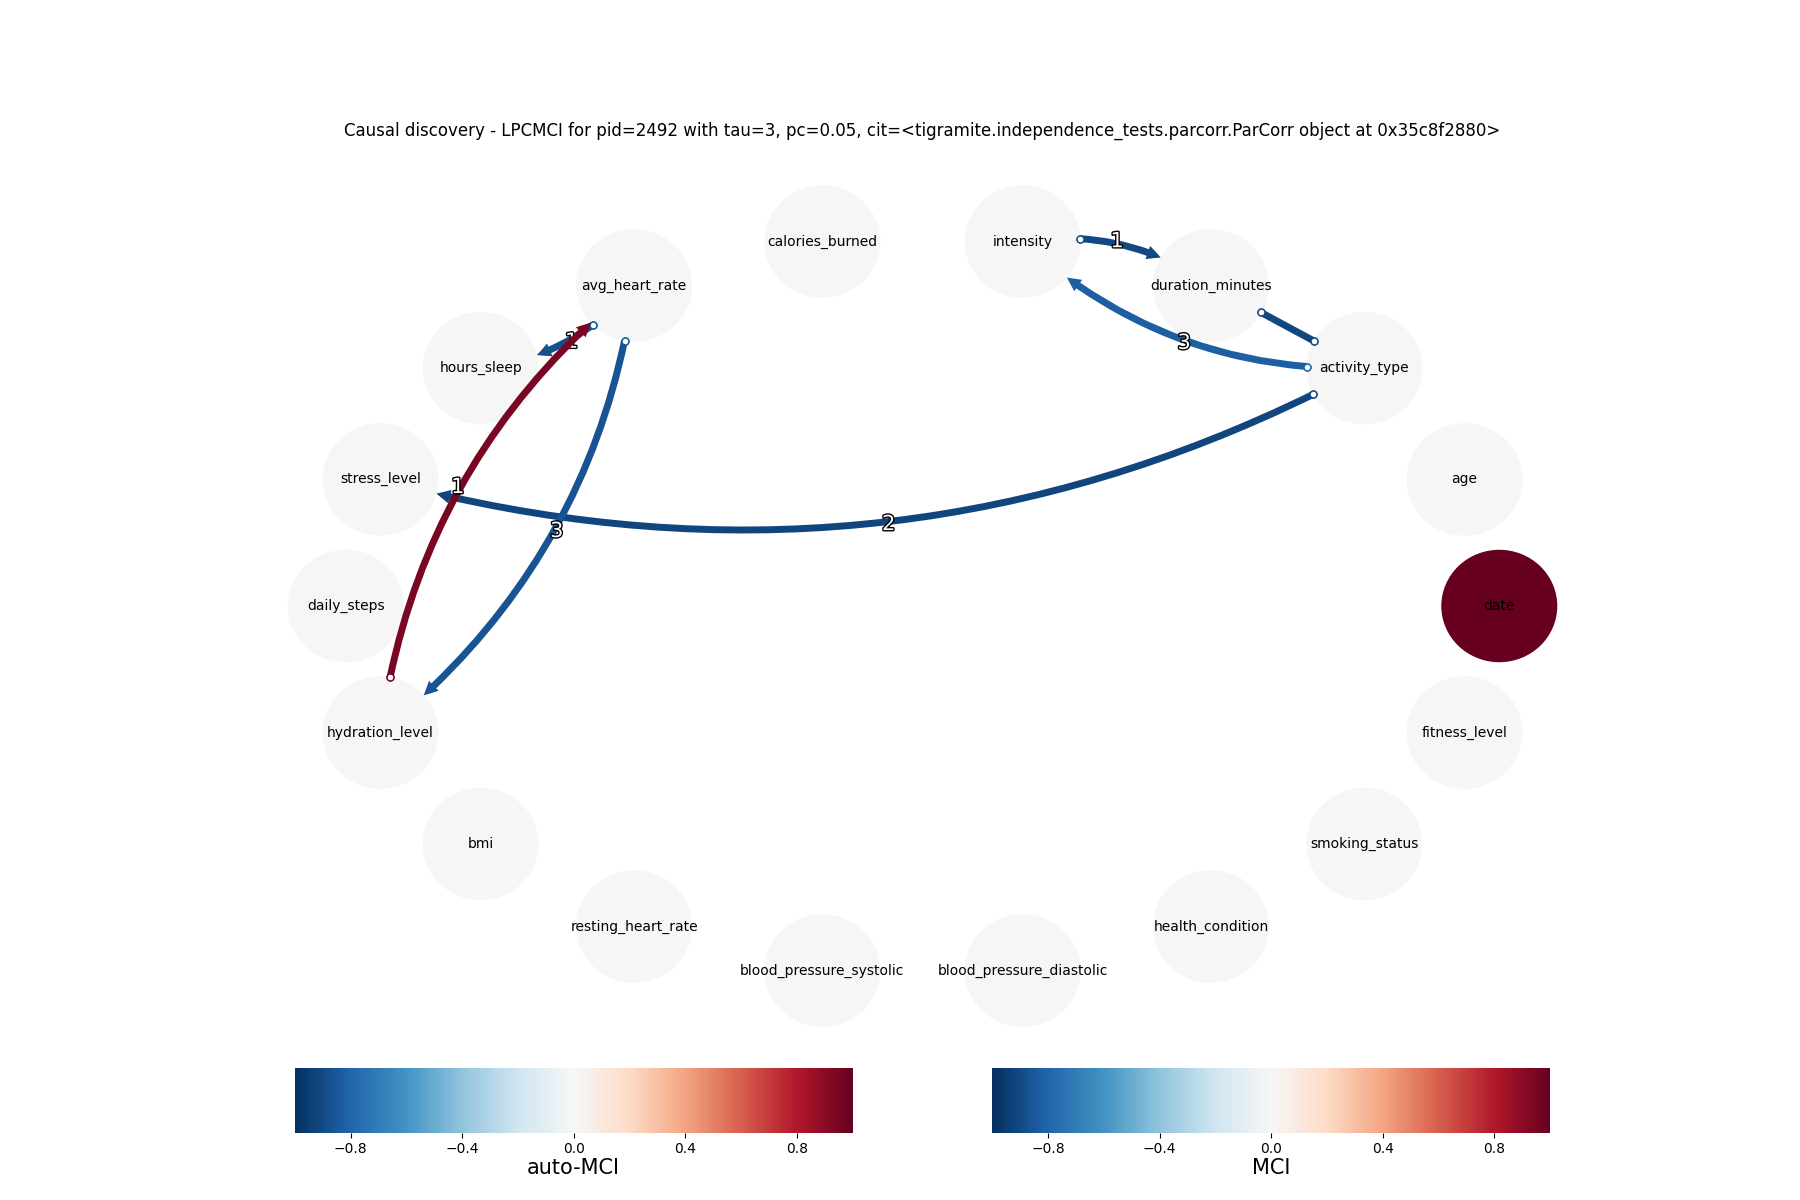 Causal discovery - LPCMCI for pid=2492 with tau=3, pc=0.05, cit=<tigramite.independence_tests.parcorr.ParCorr object at 0x35c8f2880>
calories_burned
intensity
1
avg_heart_rate
duration_minutes
1
3
hours_sleep
activity_type
stress_level
1
age
2
3
daily_steps
date
hydration_level
fitness_level
bmi
smoking_status
resting_heart_rate
health_condition
blood_pressure_systolic
blood_pressure_diastolic
−0.8 −0.4 0.0 0.4 0.8
auto-MCI
−0.8 −0.4 0.0 0.4 0.8
MCI